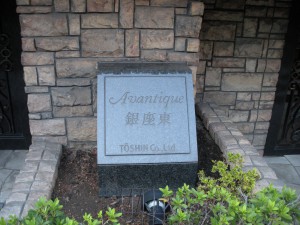 Avantique
銀座東
TOSHIN Co.,Ltd.